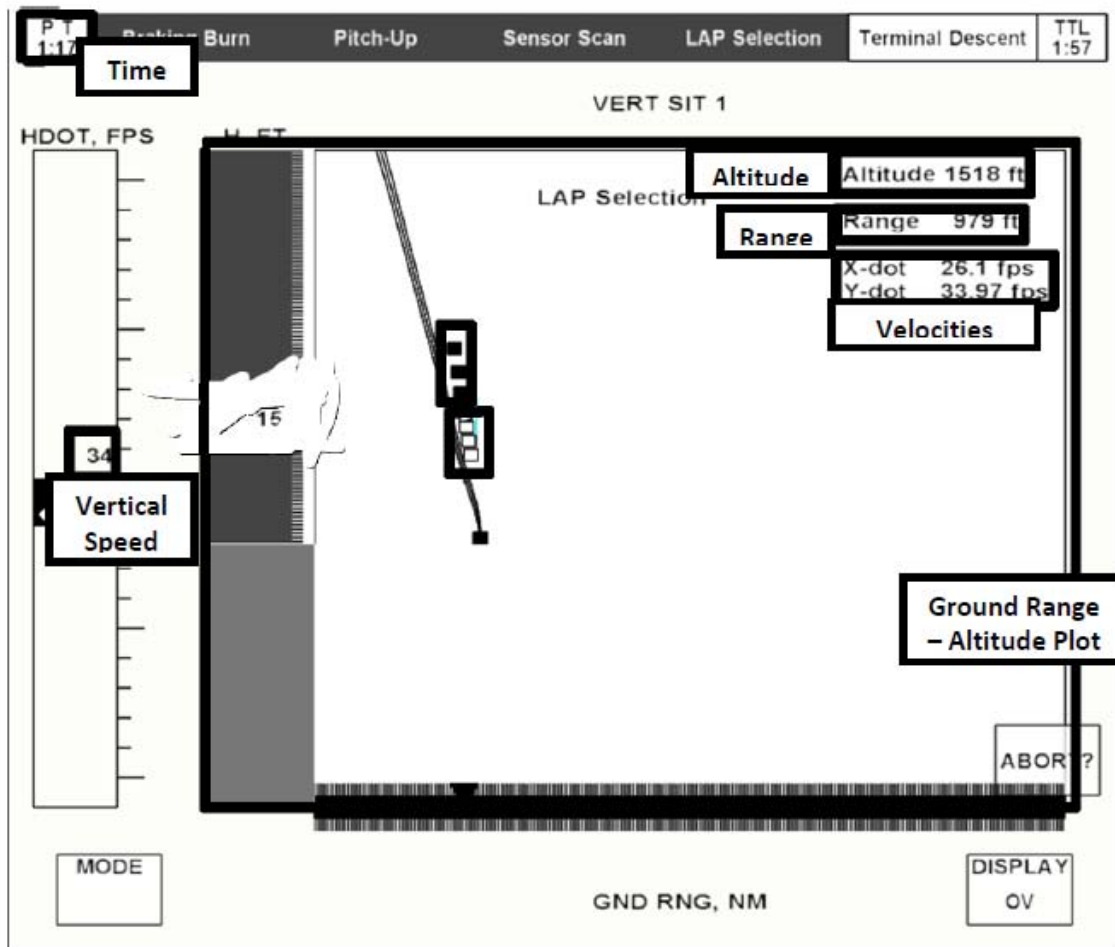 P T
1:17
Braking Burn
Pitch-Up
Sensor Scan
LAP Selection
Terminal Descent
TTL
1:57
Time
VERT SIT 1
HDOT, FPS
H, FT
Altitude
Altitude 1518 ft
LAP Selection
Range
Range 979 ft
X-dot 26.1 fps
Y-dot 33.97 fps
Velocities
15
34
Vertical
Speed
Ground Range
– Altitude Plot
ABORT?
MODE
GND RNG, NM
DISPLAY
OV